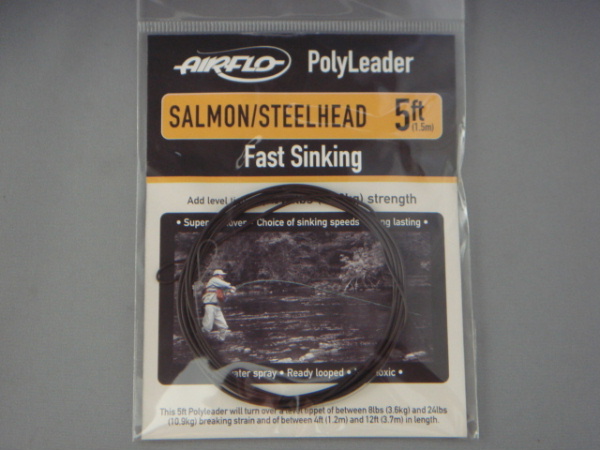 AIRFLO PolyLeader
SALMON/STEELHEAD 5ft
(1.5m)
Fast Sinking
Add level strength
• Choice of sinking speeds lasting •
water spray • Ready looped •
This 5ft Polyleader will turn over a level tippet of between 8lbs (3.6kg) and 24lbs
(10.9kg) breaking strain and of between 4ft (1.2m) and 12ft (3.7m) in length.